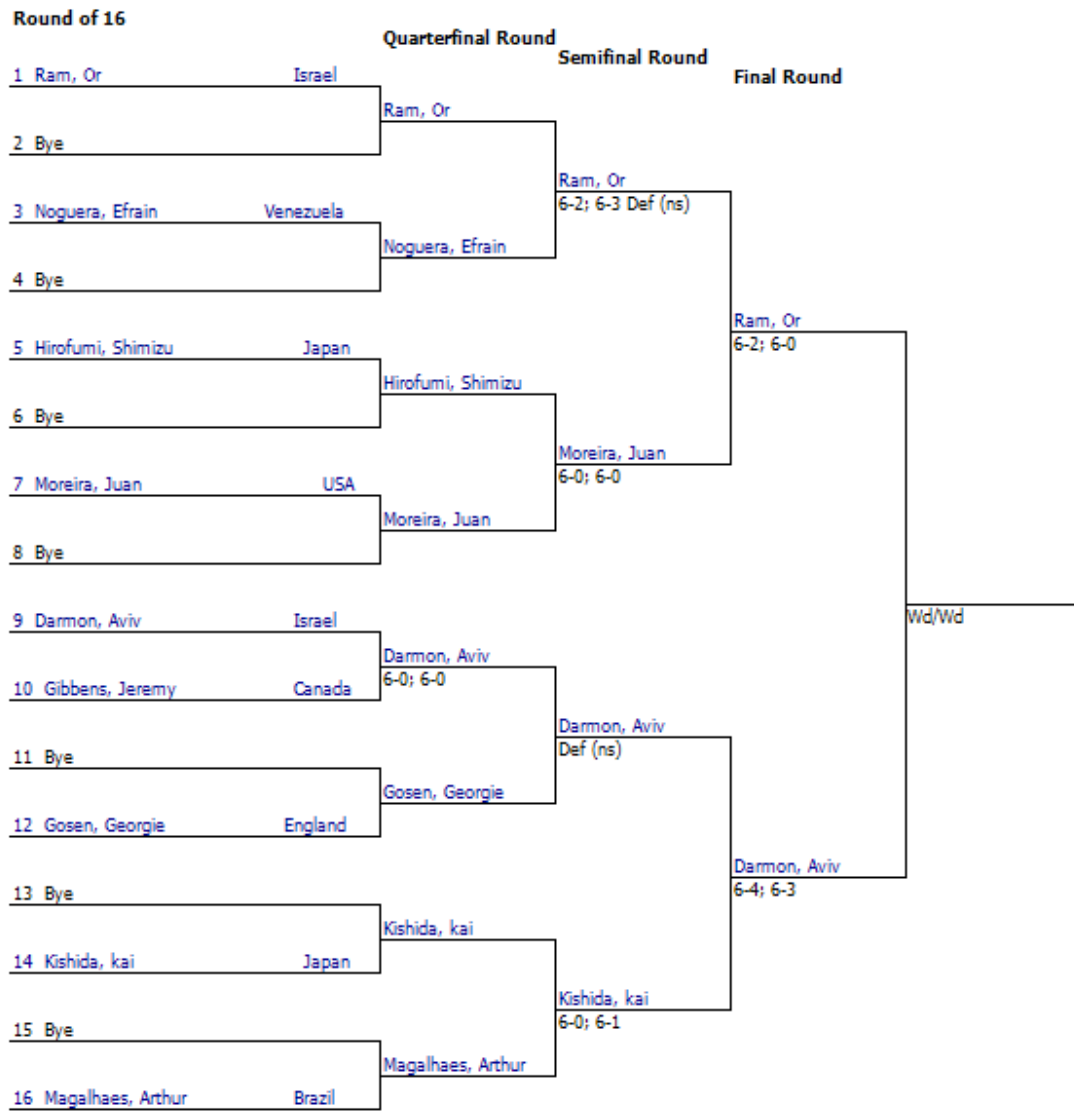 Round of 16
Quarterfinal Round
Semifinal Round
Final Round
1 Ram, Or Israel
Ram, Or
2 Bye
Ram, Or
6-2; 6-3 Def (ns)
3 Noguera, Efrain Venezuela
Noguera, Efrain
4 Bye
Ram, Or
6-2; 6-0
5 Hirofumi, Shimizu Japan
Hirofumi, Shimizu
6 Bye
Moreira, Juan
6-0; 6-0
7 Moreira, Juan USA
Moreira, Juan
8 Bye
Wd/Wd
9 Darmon, Aviv Israel
Darmon, Aviv
6-0; 6-0
10 Gibbens, Jeremy Canada
Darmon, Aviv
Def (ns)
11 Bye
Gosen, Georgie
12 Gosen, Georgie England
Darmon, Aviv
6-4; 6-3
13 Bye
Kishida, kai
14 Kishida, kai Japan
Kishida, kai
6-0; 6-1
15 Bye
Magalhaes, Arthur
16 Magalhaes, Arthur Brazil